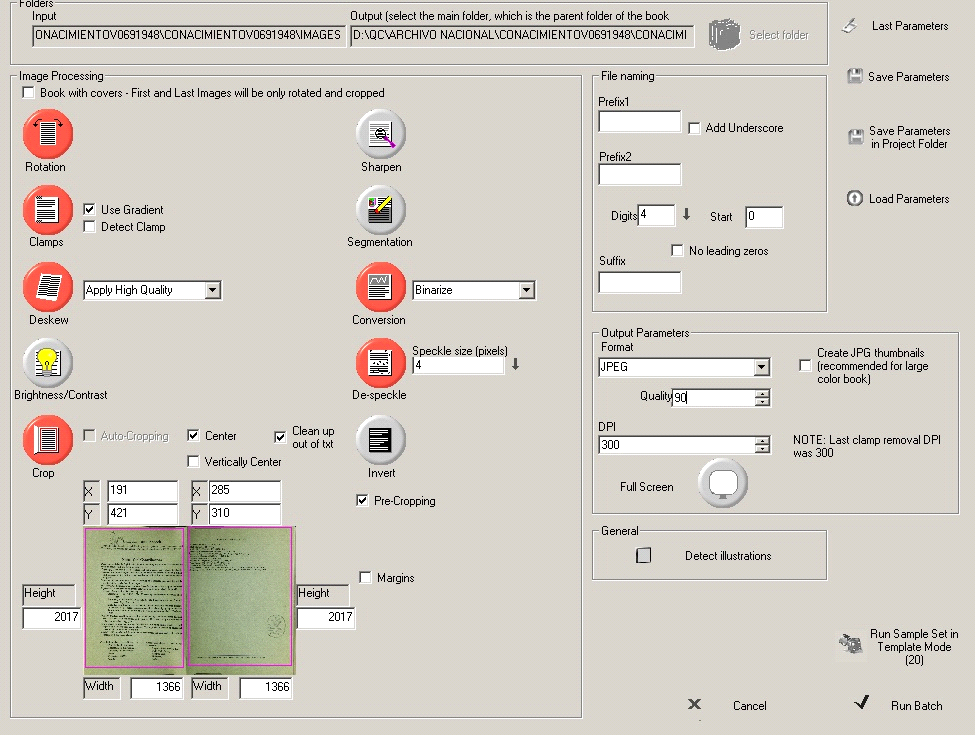 Folders
Input
Output (select the main folder, which is the parent folder of the book
ONACIMIENTOV0691948\CONACIMIENTOV0691948\IMAGES
D:\QC\ARCHIVO NACIONAL\CONACIMIENTOV0691948\CONACIMI
Select folder
Last Parameters
Save Parameters
Save Parameters
in Project Folder
Load Parameters
Image Processing
Book with covers - First and Last Images will be only rotated and cropped
Rotation
Sharpen
Clamps
Use Gradient
Detect Clamp
Segmentation
Deskew
Apply High Quality
Conversion
Binarize
Brightness/Contrast
De-speckle
Speckle size (pixels)
4
Crop
Auto-Cropping
Center
Clean up
out of txt
Vertically Center
Invert
Pre-Cropping
X 191
X 285
Y 421
Y 310
Margins
Height
2017
Height
2017
Width 1366
Width 1366
File naming
Prefix1
Add Underscore
Prefix2
Digits 4
Start 0
No leading zeros
Suffix
Output Parameters
Format
JPEG
Create JPG thumbnails
(recommended for large
color book)
Quality 90
DPI
300
NOTE: Last clamp removal DPI
was 300
Full Screen
General
Detect illustrations
Run Sample Set in
Template Mode
(20)
Cancel
Run Batch